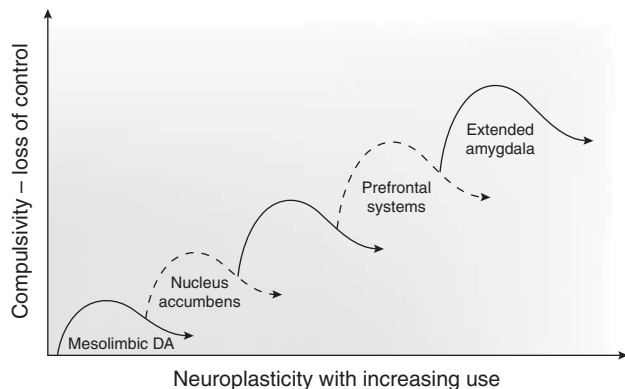 Compulsivity – loss of control
Extended
amygdala
Prefrontal
systems
Nucleus
accumbens
Mesolimbic DA
Neuroplasticity with increasing use